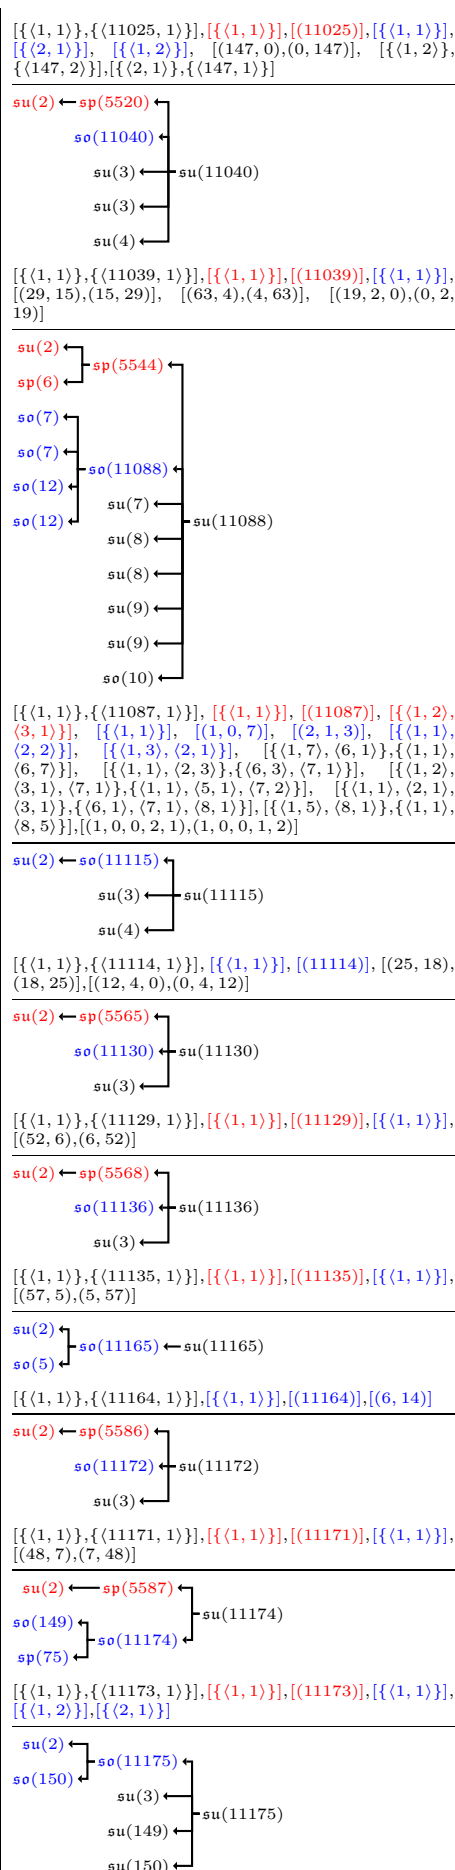 [{⟨1, 1⟩},{⟨11025, 1⟩}],[{⟨1, 1⟩}],[(11025)],[{⟨1, 1⟩}],
[{⟨2, 1⟩}], [{⟨1, 2⟩}], [(147, 0),(0, 147)], [{⟨1, 2⟩},
{⟨147, 2⟩}],[{⟨2, 1⟩},{⟨147, 1⟩}]
𝔰𝔲(2) 𝔰𝔭(5520)
𝔰𝔬(11040)
𝔰𝔲(3) 𝔰𝔲(11040)
𝔰𝔲(3)
𝔰𝔲(4)
[{⟨1, 1⟩},{⟨11039, 1⟩}],[{⟨1, 1⟩}],[(11039)],[{⟨1, 1⟩}],
[(29, 15),(15, 29)], [(63, 4),(4, 63)], [(19, 2, 0),(0, 2,
19)]
𝔰𝔲(2)
𝔰𝔭(5544)
𝔰𝔭(6)
𝔰𝔬(7)
𝔰𝔬(7)
𝔰𝔬(11088)
𝔰𝔬(12)
𝔰𝔲(7)
𝔰𝔬(12)
𝔰𝔲(11088)
𝔰𝔲(8)
𝔰𝔲(8)
𝔰𝔲(9)
𝔰𝔲(9)
𝔰𝔬(10)
[{⟨1, 1⟩},{⟨11087, 1⟩}], [{⟨1, 1⟩}], [(11087)], [{⟨1, 2⟩,
⟨3, 1⟩}], [{⟨1, 1⟩}], [(1, 0, 7)], [(2, 1, 3)], [{⟨1, 1⟩,
⟨2, 2⟩}], [{⟨1, 3⟩, ⟨2, 1⟩}], [{⟨1, 7⟩, ⟨6, 1⟩},{⟨1, 1⟩,
⟨6, 7⟩}], [{⟨1, 1⟩, ⟨2, 3⟩},{⟨6, 3⟩, ⟨7, 1⟩}], [{⟨1, 2⟩,
⟨3, 1⟩, ⟨7, 1⟩},{⟨1, 1⟩, ⟨5, 1⟩, ⟨7, 2⟩}], [{⟨1, 1⟩, ⟨2, 1⟩,
⟨3, 1⟩},{⟨6, 1⟩, ⟨7, 1⟩, ⟨8, 1⟩}], [{⟨1, 5⟩, ⟨8, 1⟩},{⟨1, 1⟩,
⟨8, 5⟩}],[(1, 0, 0, 2, 1),(1, 0, 0, 1, 2)]
𝔰𝔲(2) 𝔰𝔬(11115)
𝔰𝔲(3) 𝔰𝔲(11115)
𝔰𝔲(4)
[{⟨1, 1⟩},{⟨11114, 1⟩}], [{⟨1, 1⟩}], [(11114)], [(25, 18),
(18, 25)],[(12, 4, 0),(0, 4, 12)]
𝔰𝔲(2) 𝔰𝔭(5565)
𝔰𝔬(11130) 𝔰𝔲(11130)
𝔰𝔲(3)
[{⟨1, 1⟩},{⟨11129, 1⟩}],[{⟨1, 1⟩}],[(11129)],[{⟨1, 1⟩}],
[(52, 6),(6, 52)]
𝔰𝔲(2) 𝔰𝔭(5568)
𝔰𝔬(11136) 𝔰𝔲(11136)
𝔰𝔲(3)
[{⟨1, 1⟩},{⟨11135, 1⟩}],[{⟨1, 1⟩}],[(11135)],[{⟨1, 1⟩}],
[(57, 5),(5, 57)]
𝔰𝔲(2)
𝔰𝔬(11165) 𝔰𝔲(11165)
𝔰𝔬(5)
[{⟨1, 1⟩},{⟨11164, 1⟩}],[{⟨1, 1⟩}],[(11164)],[(6, 14)]
𝔰𝔲(2) 𝔰𝔭(5586)
𝔰𝔬(11172) 𝔰𝔲(11172)
𝔰𝔲(3)
[{⟨1, 1⟩},{⟨11171, 1⟩}],[{⟨1, 1⟩}],[(11171)],[{⟨1, 1⟩}],
[(48, 7),(7, 48)]
𝔰𝔲(2) 𝔰𝔭(5587)
𝔰𝔲(11174)
𝔰𝔬(149)
𝔰𝔬(11174)
𝔰𝔭(75)
[{⟨1, 1⟩},{⟨11173, 1⟩}],[{⟨1, 1⟩}],[(11173)],[{⟨1, 1⟩}],
[{⟨1, 2⟩}],[{⟨2, 1⟩}]
𝔰𝔲(2)
𝔰𝔬(11175)
𝔰𝔬(150)
𝔰𝔲(3)
𝔰𝔲(11175)
𝔰𝔲(149)
𝔰𝔲(150)